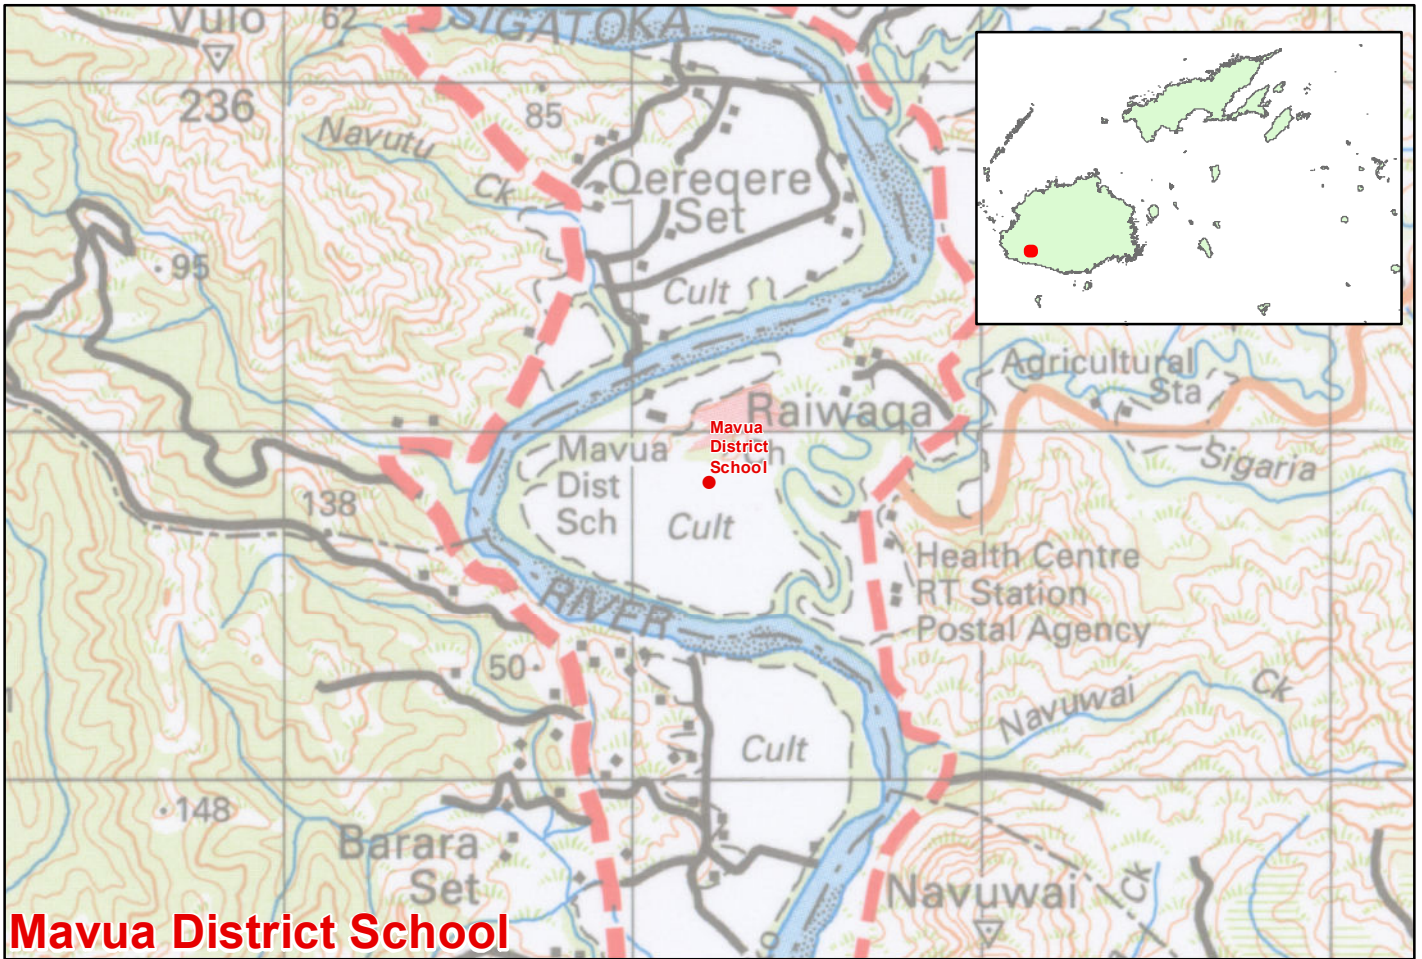 Vulo
62
SIGATOKA
236
85
Navutu
Ck
Qereqere
Set
95
Cult
Agricultural
Sta
Raiwaqa
Mavua
District
School
Ch
Mavua
Dist
Sch
Sigaria
138
Cult
Health Centre
RT Station
Postal Agency
RIVER
50
Navuwai
Ck
Cult
148
Barara
Set
Navuwai
Ck
Mavua District School